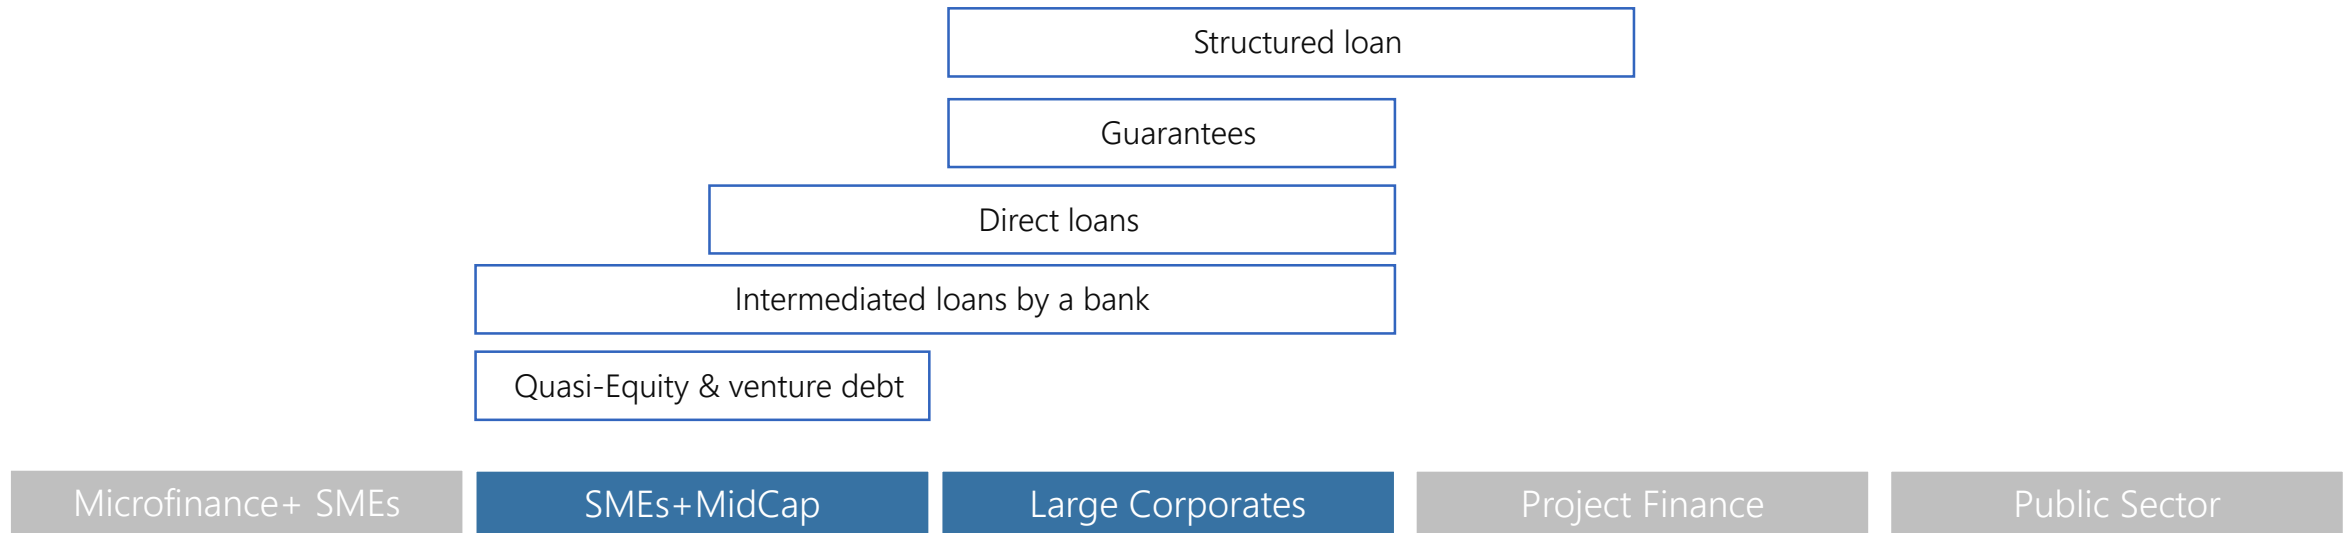 Structured loan
Guarantees
Direct loans
Intermediated loans by a bank
Quasi-Equity & venture debt
Microfinance+ SMEs
SMEs+MidCap
Large Corporates
Project Finance
Public Sector